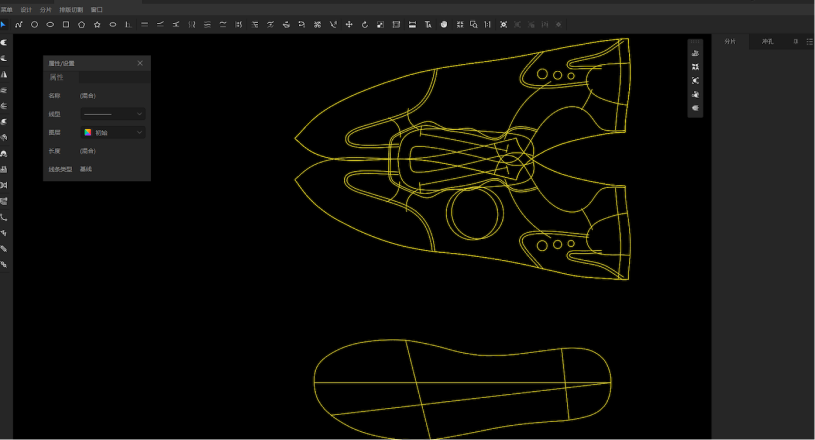 菜单 设计 分片 排版切割 窗口
属性/设置
属性
名称 (混合)
线型
图层 初始
长度 (混合)
线条类型 基线
分片 冲孔